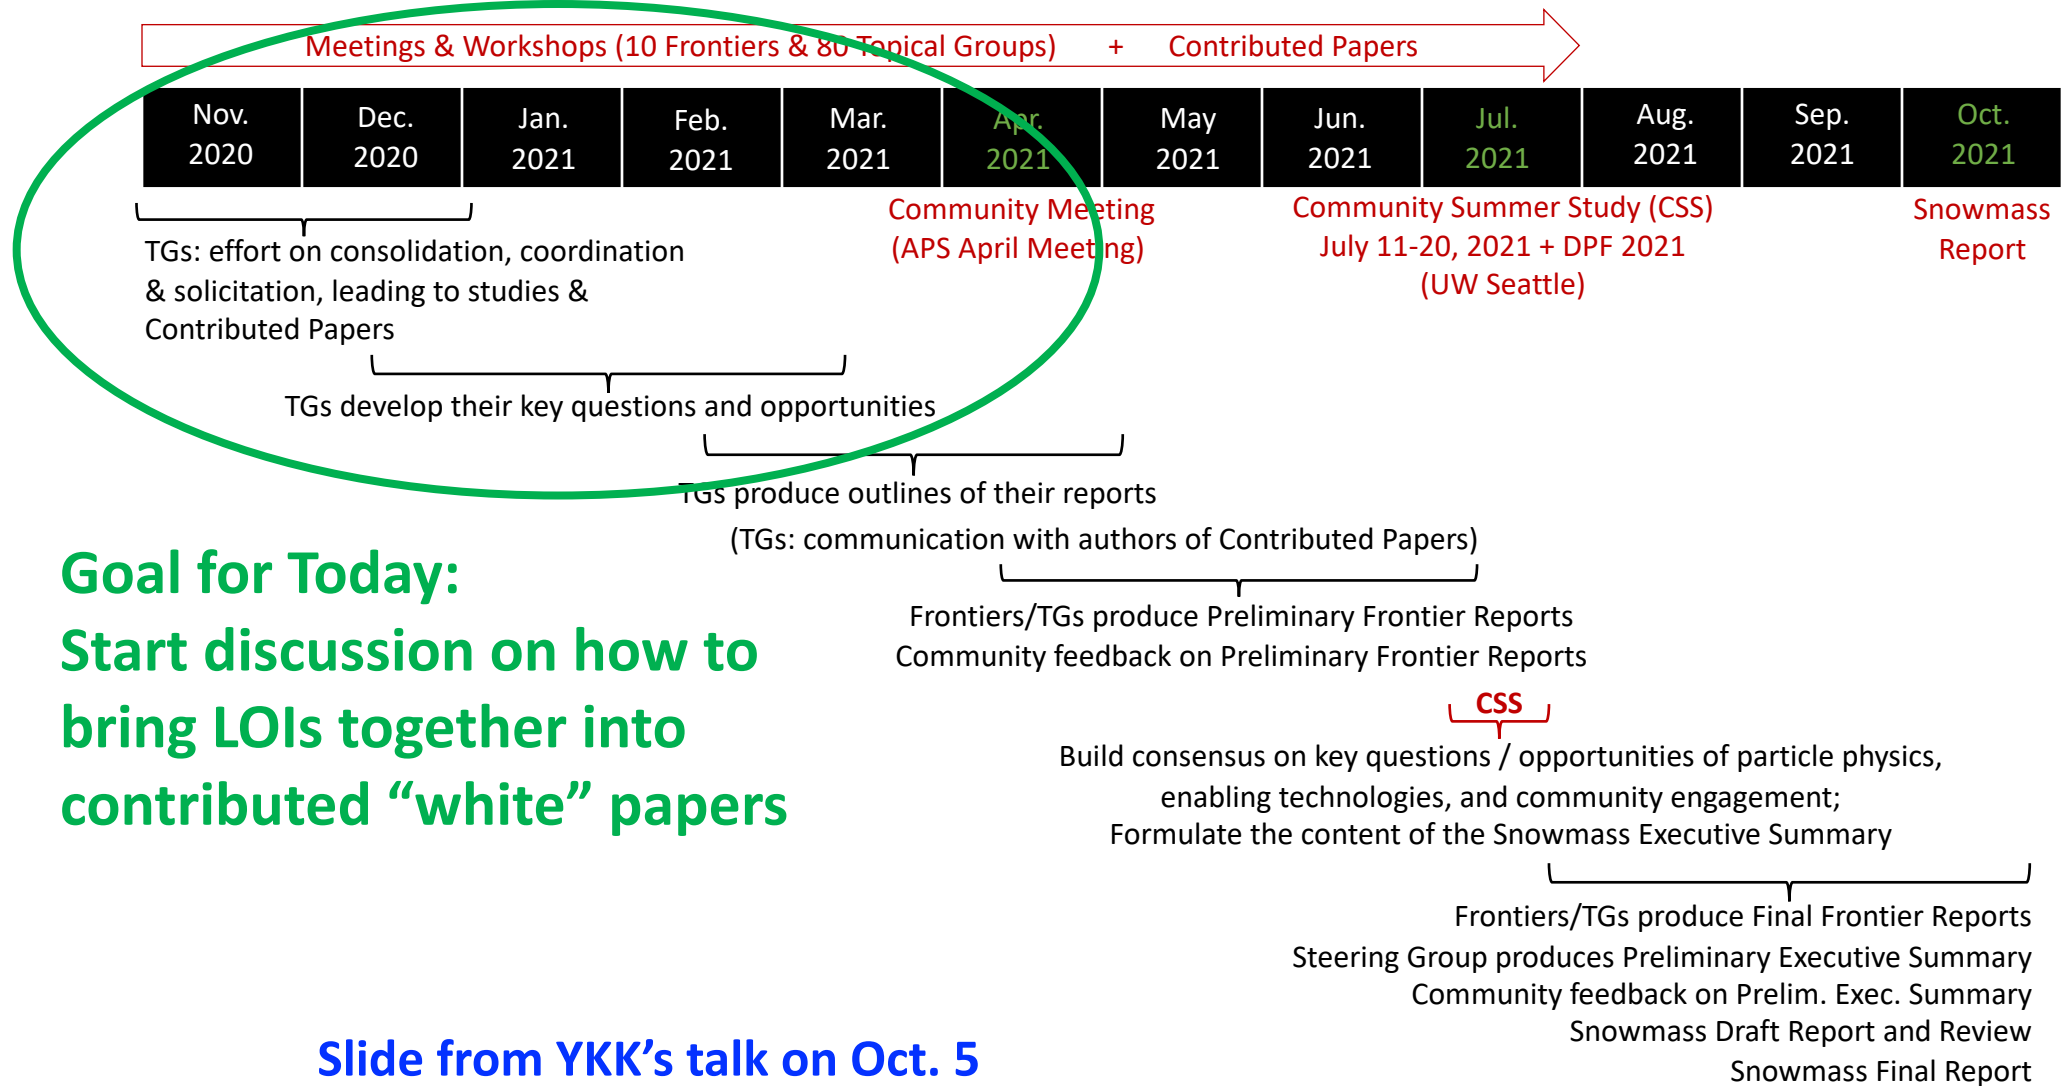 Meetings & Workshops (10 Frontiers & 80 Topical Groups) + Contributed Papers
Nov. 2020
Dec. 2020
Jan. 2021
Feb. 2021
Mar. 2021
Apr. 2021
May 2021
Jun. 2021
Jul. 2021
Aug. 2021
Sep. 2021
Oct. 2021
Community Meeting
(APS April Meeting)
Community Summer Study (CSS)
July 11-20, 2021 + DPF 2021
(UW Seattle)
Snowmass
Report
TGs: effort on consolidation, coordination
& solicitation, leading to studies &
Contributed Papers
TGs develop their key questions and opportunities
TGs produce outlines of their reports
(TGs: communication with authors of Contributed Papers)
Frontiers/TGs produce Preliminary Frontier Reports
Community feedback on Preliminary Frontier Reports
CSS
Build consensus on key questions / opportunities of particle physics,
enabling technologies, and community engagement;
Formulate the content of the Snowmass Executive Summary
Frontiers/TGs produce Final Frontier Reports
Steering Group produces Preliminary Executive Summary
Community feedback on Prelim. Exec. Summary
Snowmass Draft Report and Review
Snowmass Final Report
Goal for Today:
Start discussion on how to
bring LOIs together into
contributed “white” papers
Slide from YKK’s talk on Oct. 5